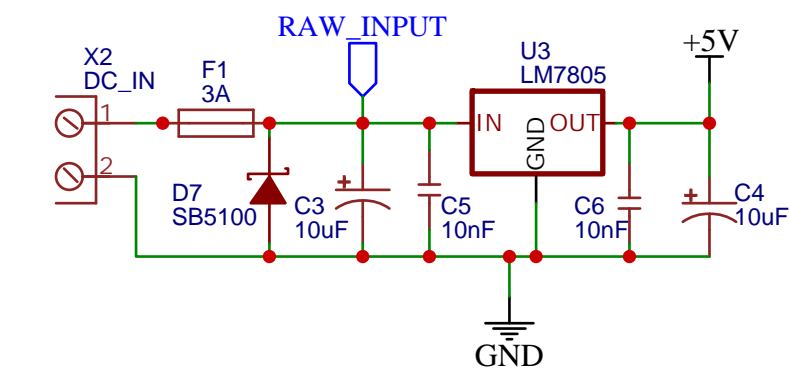 RAW_INPUT
X2
DC_IN
F1
3A
U3
LM7805
+5V
1
IN
GND
OUT
2
D7
SB5100
C3
10uF
C5
10nF
C6
10nF
C4
10uF
GND